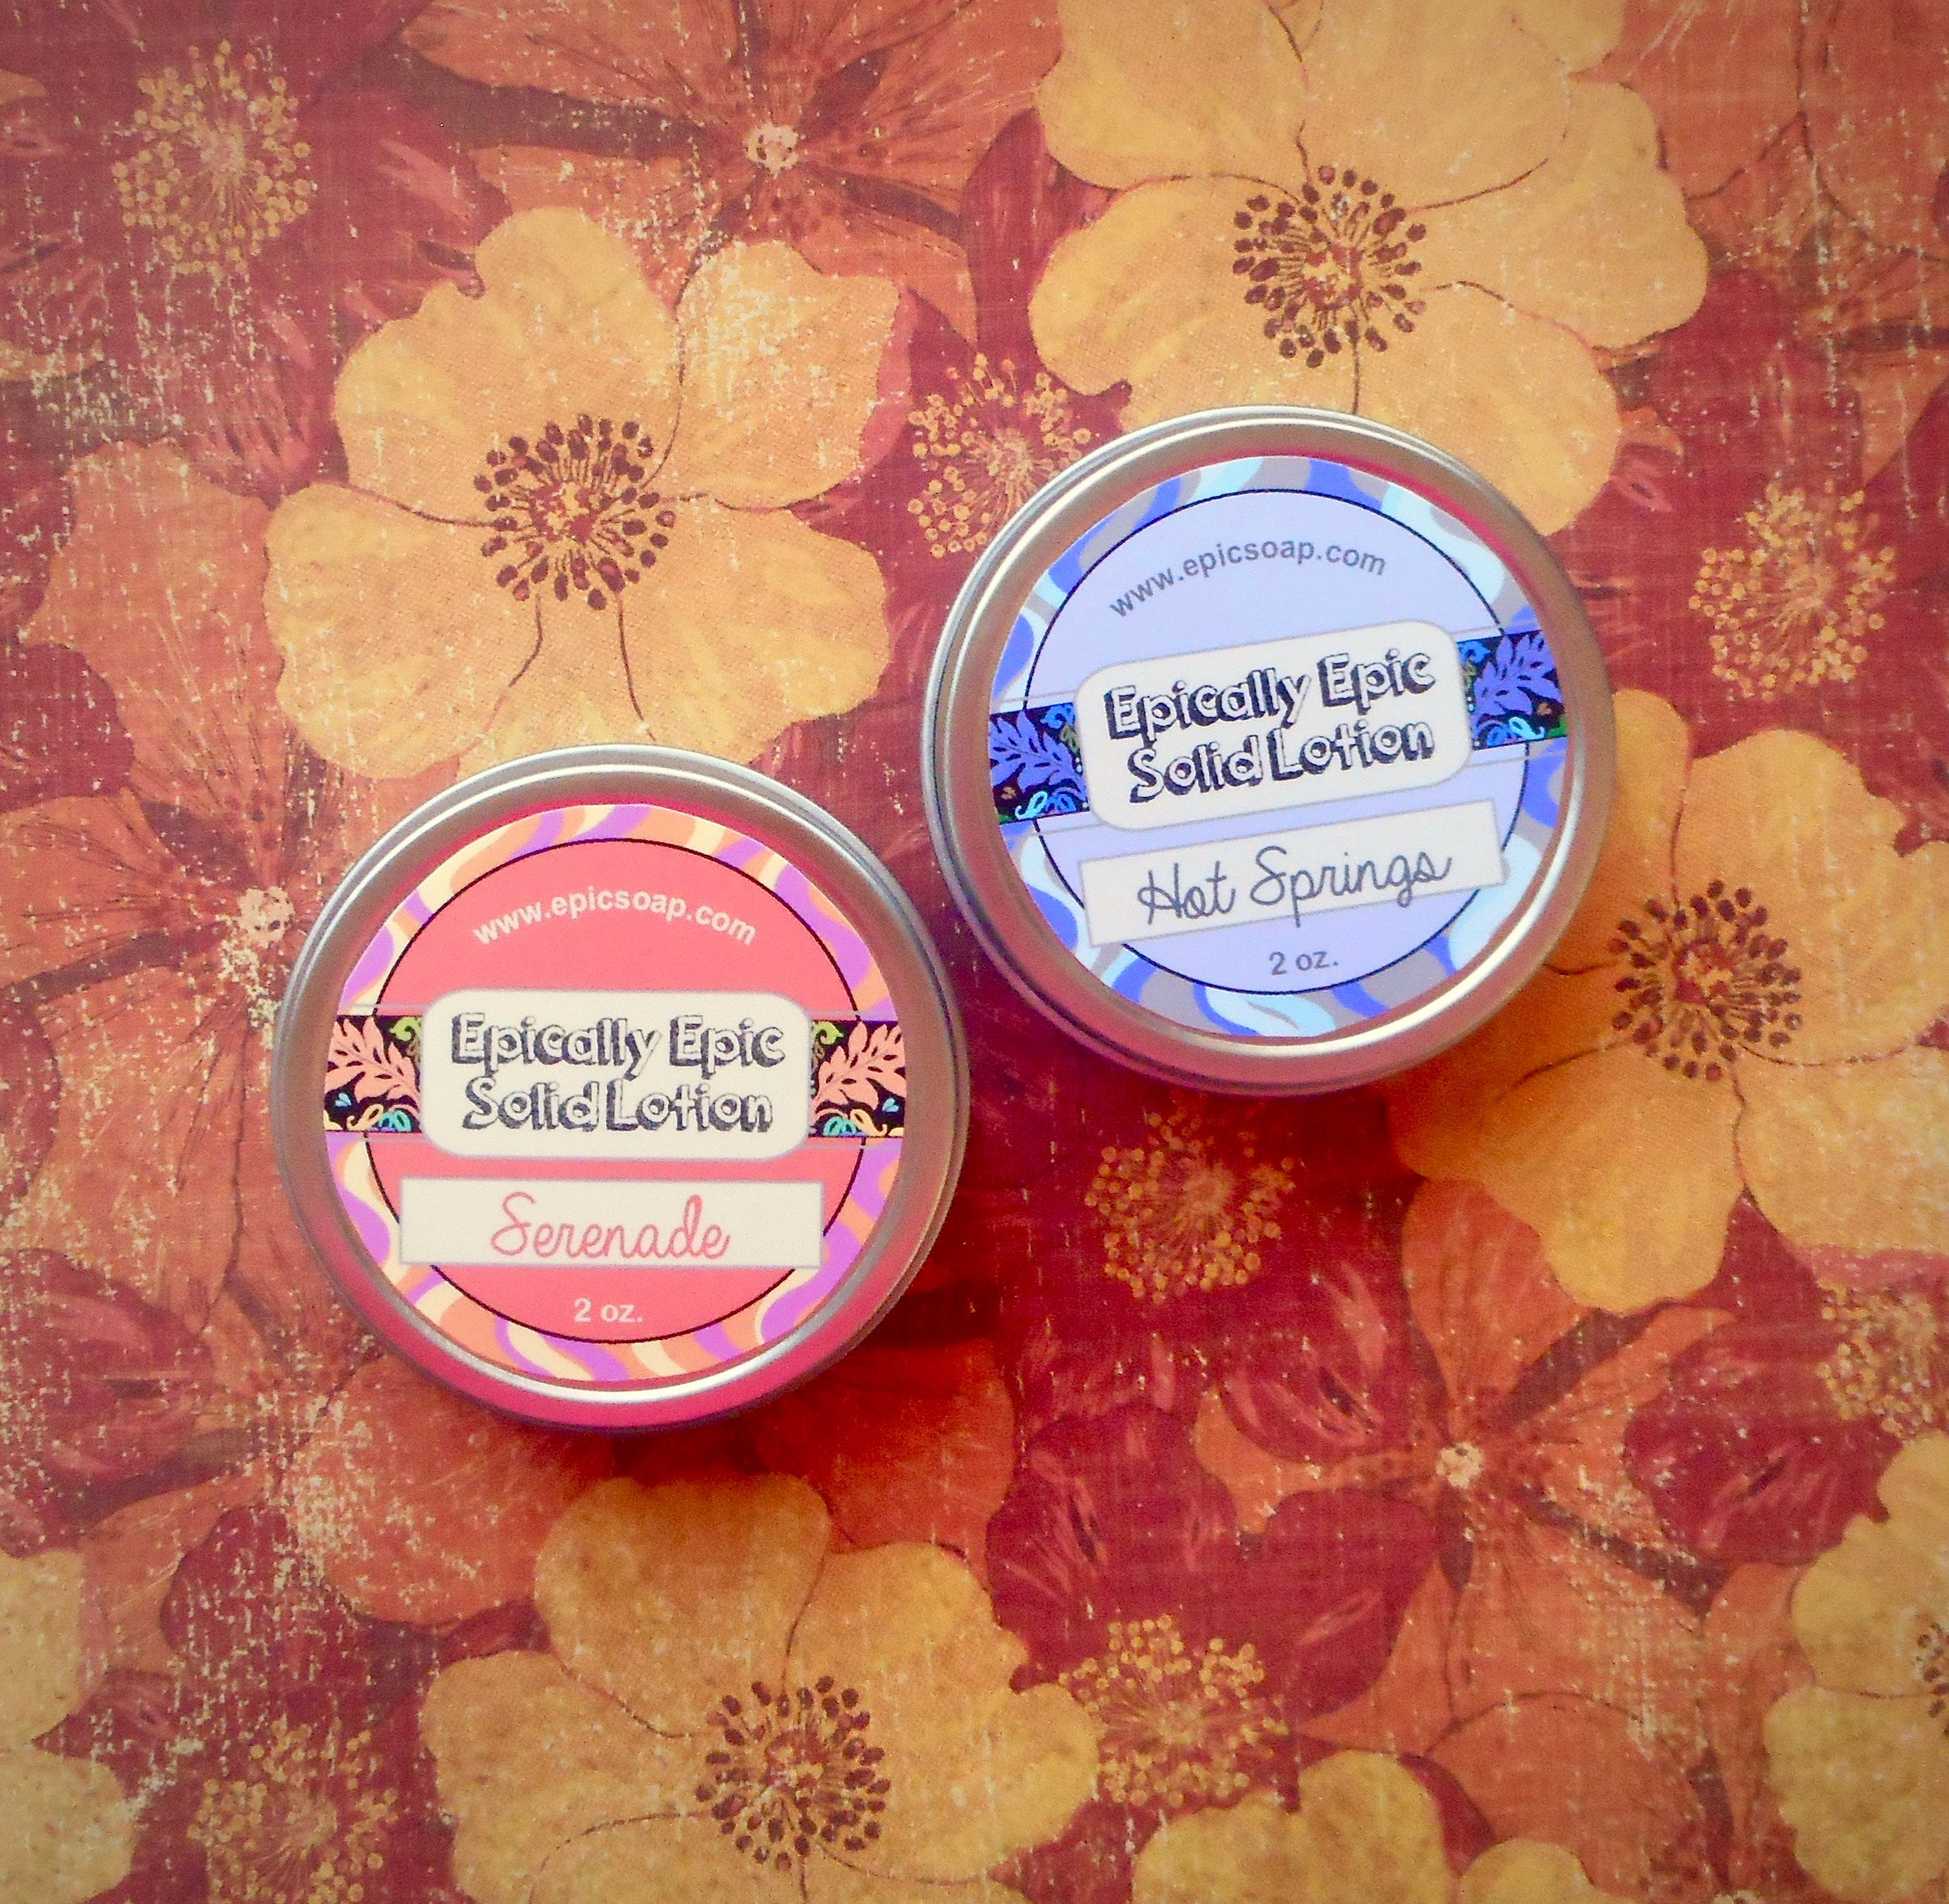 www.epicsoap.com
Epically Epic
Solid Lotion
Serenade
2 oz.
www.epicsoap.com
Epically Epic
Solid Lotion
Hot Springs
2 oz.